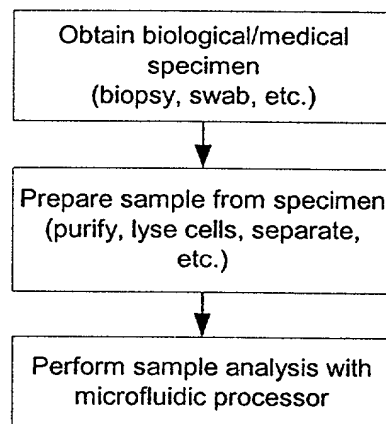 Obtain biological/medical
specimen
(biopsy, swab, etc.)
Prepare sample from specimen
(purify, lyse cells, separate,
etc.)
Perform sample analysis with
microfluidic processor